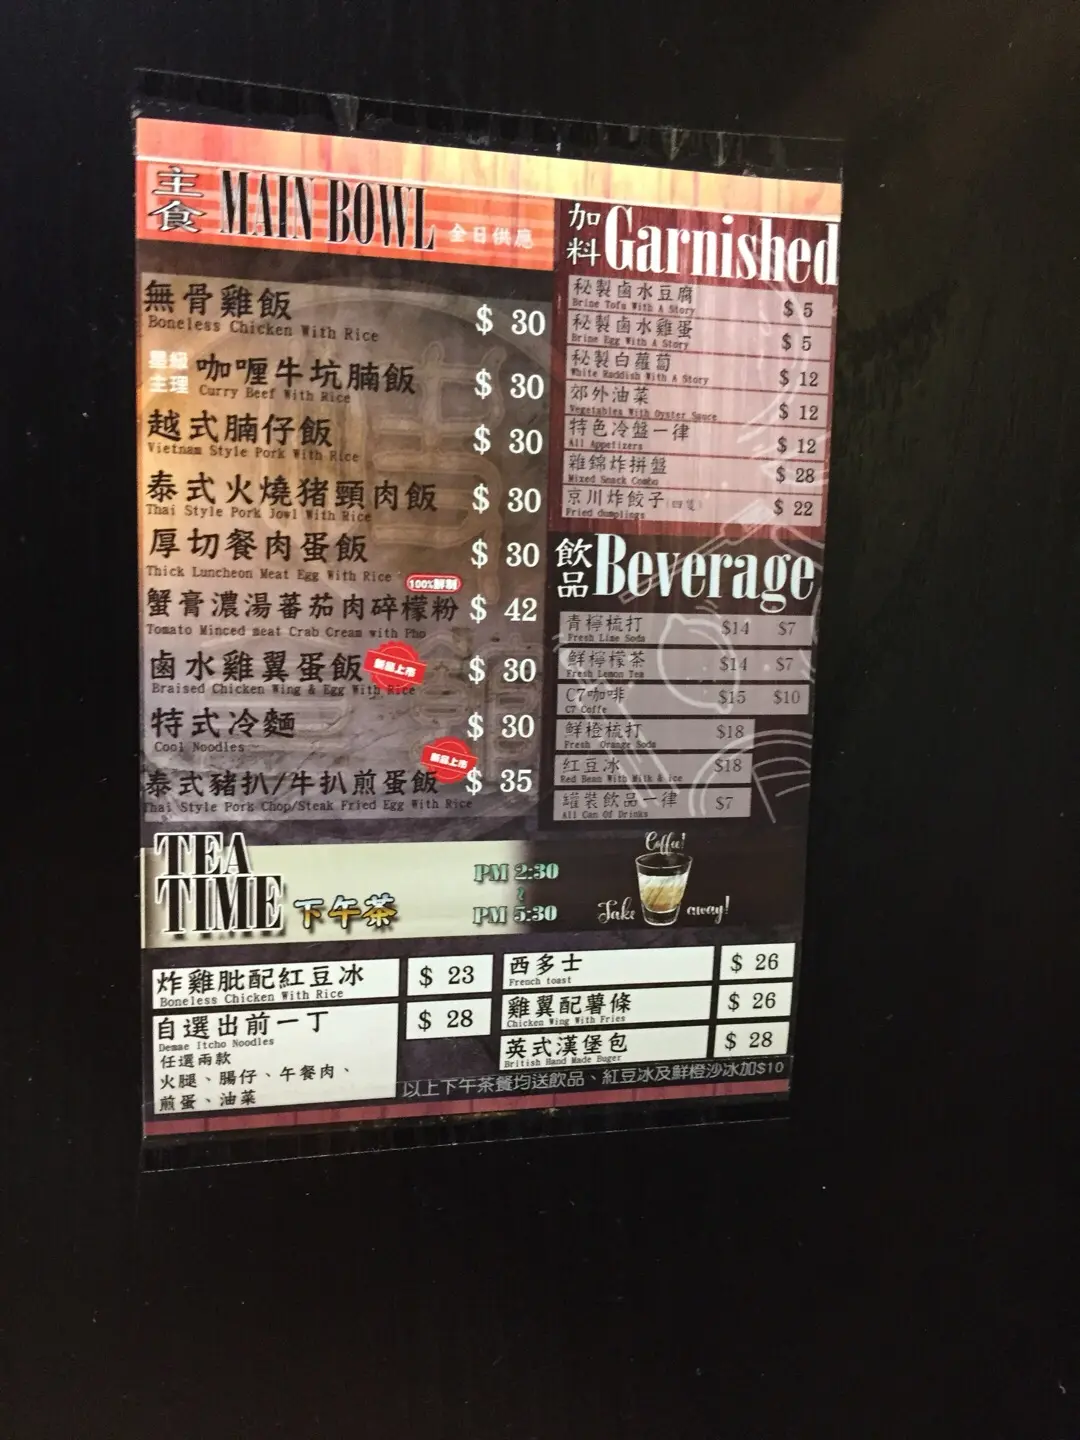 主食 MAIN BOWL 全日供應
無骨雞飯 $ 30
Boneless Chicken With Rice
星級主理 咖喱牛坑腩飯 $ 30
Curry Beef With Rice
越式腩仔飯 $ 30
Vietnam Style Pork With Rice
泰式火燒猪頸肉飯 $ 30
Thai Style Pork Jowl With Rice
厚切餐肉蛋飯 $ 30
Thick Luncheon Meat Egg With Rice
100%鮮制
蟹膏濃湯蕃茄肉碎檬粉 $ 42
Tomato Minced meat Crab Cream with Pho
鹵水雞翼蛋飯 新品上市 $ 30
Braised Chicken Wing & Egg With Rice
特式冷麵 $ 30
Cool Noodles
新品上市
泰式豬扒/牛扒煎蛋飯 $ 35
Thai Style Pork Chop/Steak Fried Egg With Rice
加料 Garnished
秘製鹵水豆腐 $ 5
Brine Tofu With A Story
秘製鹵水雞蛋 $ 5
Brine Egg With A Story
秘製白蘿蔔 $ 12
White Raddish With A Story
郊外油菜 $ 12
Vegetables With Oyster Sauce
特色冷盤一律 $ 12
All Appetizers
雜錦炸拼盤 $ 28
Mixed Snack Combo
京川炸餃子(四隻) $ 22
Fried dumplings
飲品 Beverage
青檸梳打 $14 $7
Fresh Lime Soda
鮮檸檬茶 $14 $7
Fresh Lemon Tea
C7咖啡 $15 $10
C7 Coffe
鮮橙梳打 $18
Fresh Orange Soda
紅豆冰 $18
Red Bean With Milk & ice
罐裝飲品一律 $7
All Can Of Drinks
TEA TIME 下午茶
PM 2:30
~
PM 5:30
Coffee!
Take away!
炸雞肶配紅豆冰 $ 23
Boneless Chicken With Rice
自選出前一丁 $ 28
Demae Itcho Noodles
任選兩款
火腿、腸仔、午餐肉、
煎蛋、油菜
西多士 $ 26
French toast
雞翼配薯條 $ 26
Chicken Wing With Fries
英式漢堡包 $ 28
British Hand Made Buger
以上下午茶餐均送飲品、紅豆冰及鮮橙沙冰加$10